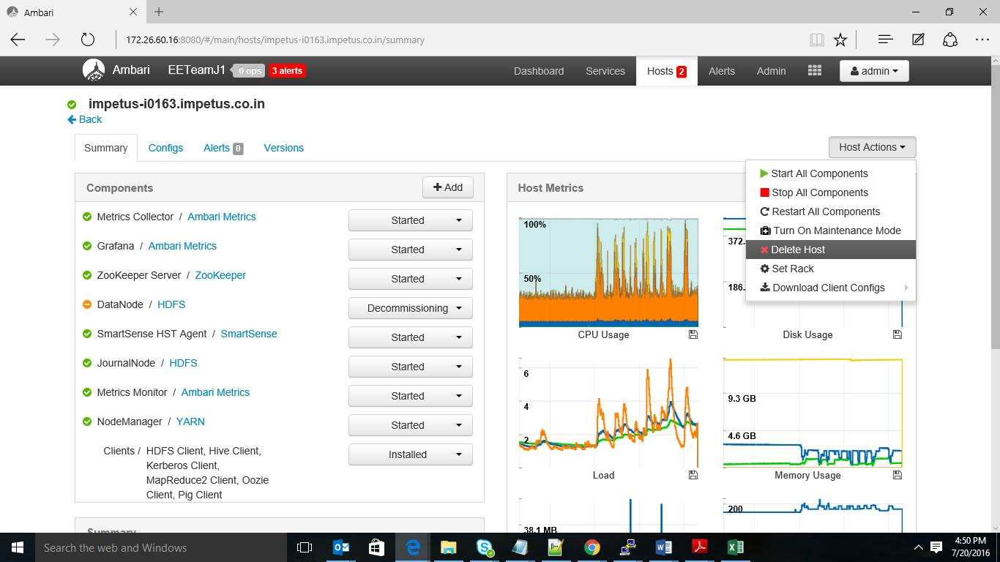 Ambari
172.26.60.16:8080/#/main/hosts/impetus-i0163.impetus.co.in/summary
Ambari EETeamJ1 0 ops 3 alerts Dashboard Services Hosts 2 Alerts Admin admin
impetus-i0163.impetus.co.in
Back
Summary Configs Alerts 0 Versions Host Actions
Start All Components
Stop All Components
Restart All Components
Turn On Maintenance Mode
Delete Host
Set Rack
Download Client Configs
Components Add
Metrics Collector / Ambari Metrics Started
Grafana / Ambari Metrics Started
ZooKeeper Server / ZooKeeper Started
DataNode / HDFS Decommissioning
SmartSense HST Agent / SmartSense Started
JournalNode / HDFS Started
Metrics Monitor / Ambari Metrics Started
NodeManager / YARN Started
Clients / HDFS Client, Hive Client, Installed
Kerberos Client,
MapReduce2 Client, Oozie
Client, Pig Client
Summary
Host Metrics
100%
50%
CPU Usage
372.
186.
Disk Usage
6
4
2
Load
9.3 GB
4.6 GB
Memory Usage
38.1 MB
200
Search the web and Windows
4:50 PM
7/20/2016